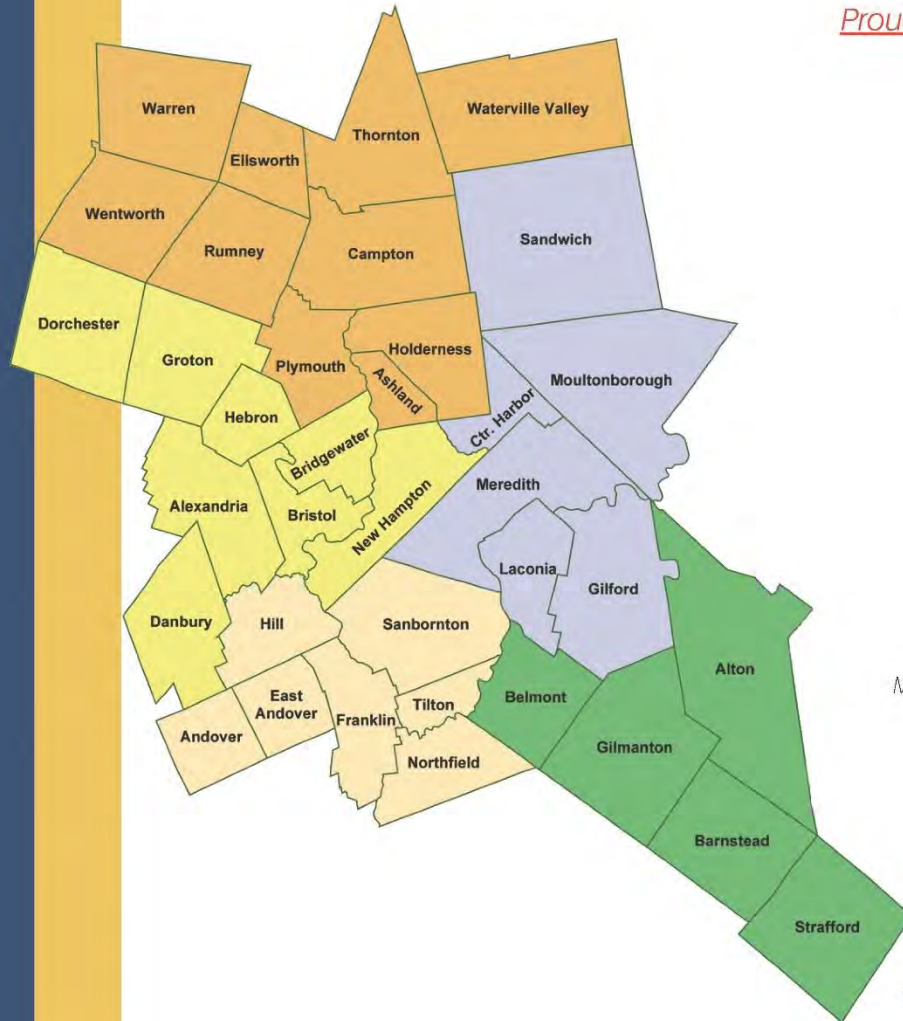 Warren
Ellsworth
Thornton
Waterville Valley
Wentworth
Rumney
Campton
Sandwich
Dorchester
Groton
Plymouth
Holderness
Ashland
Moultonborough
Hebron
Ctr. Harbor
Bridgewater
Alexandria
Bristol
New Hampton
Meredith
Laconia
Gilford
Danbury
Hill
Sanbornton
Alton
East
Andover
Andover
Franklin
Tilton
Belmont
Gilmanton
Northfield
Barnstead
Strafford